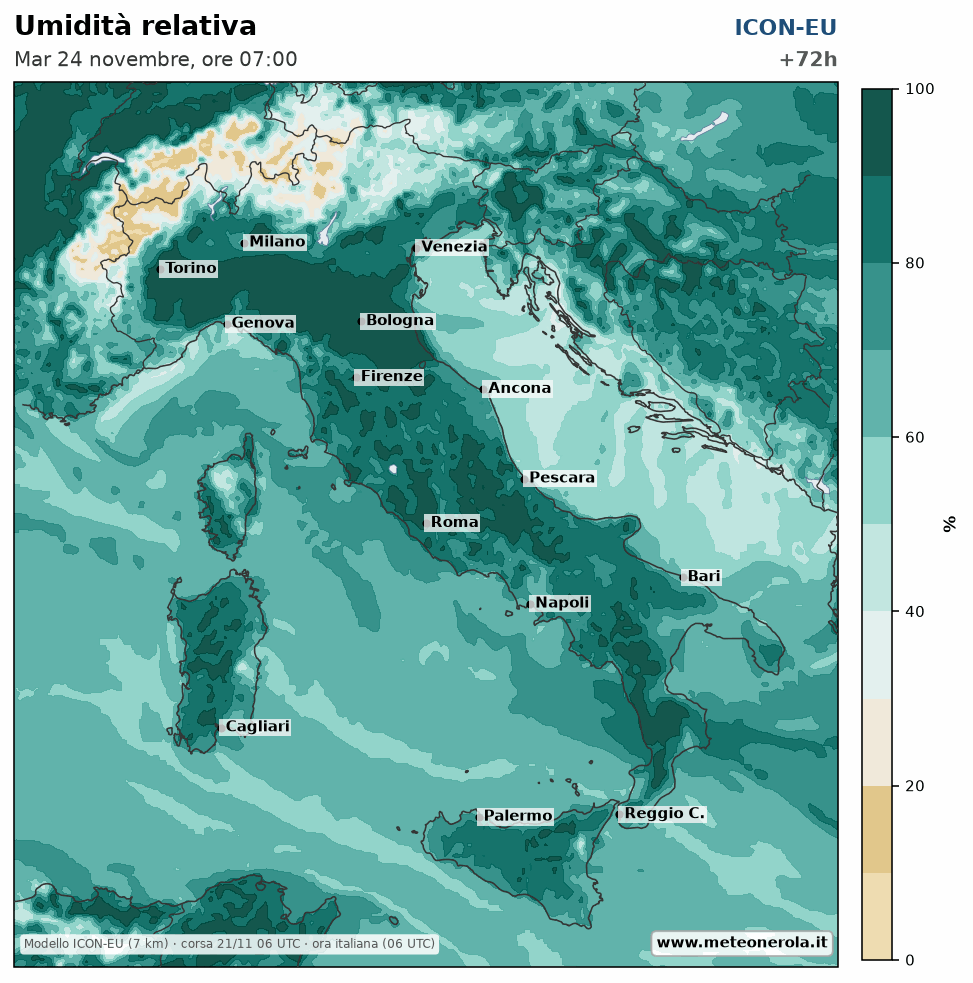 Umidità relativa
ICON-EU
Mar 24 novembre, ore 07:00
+72h
100
80
60
40
20
0
%
Milano
Venezia
Torino
Genova
Bologna
Firenze
Ancona
Pescara
Roma
Bari
Napoli
Cagliari
Palermo
Reggio C.
Modello ICON-EU (7 km) · corsa 21/11 06 UTC · ora italiana (06 UTC)
www.meteonerola.it